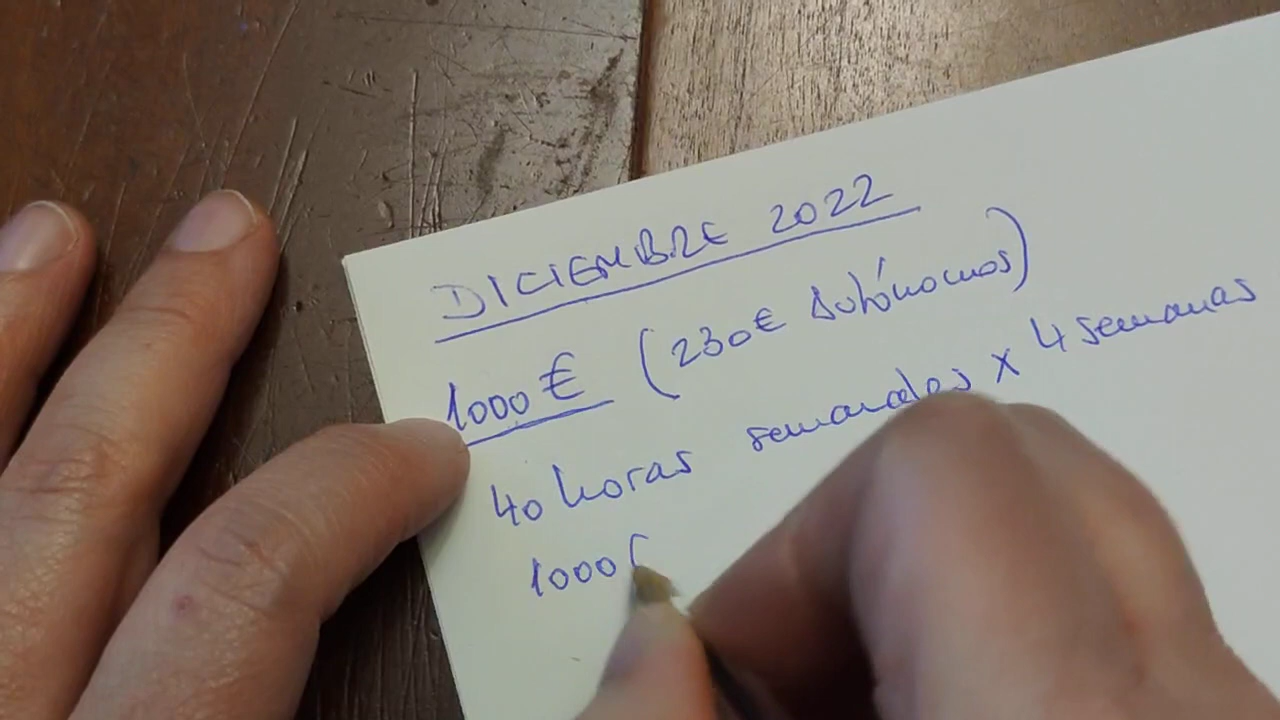 DICIEMBRE 2022
1000 € (230€ Autónomos)
40 horas semanales x 4 semanas
1000